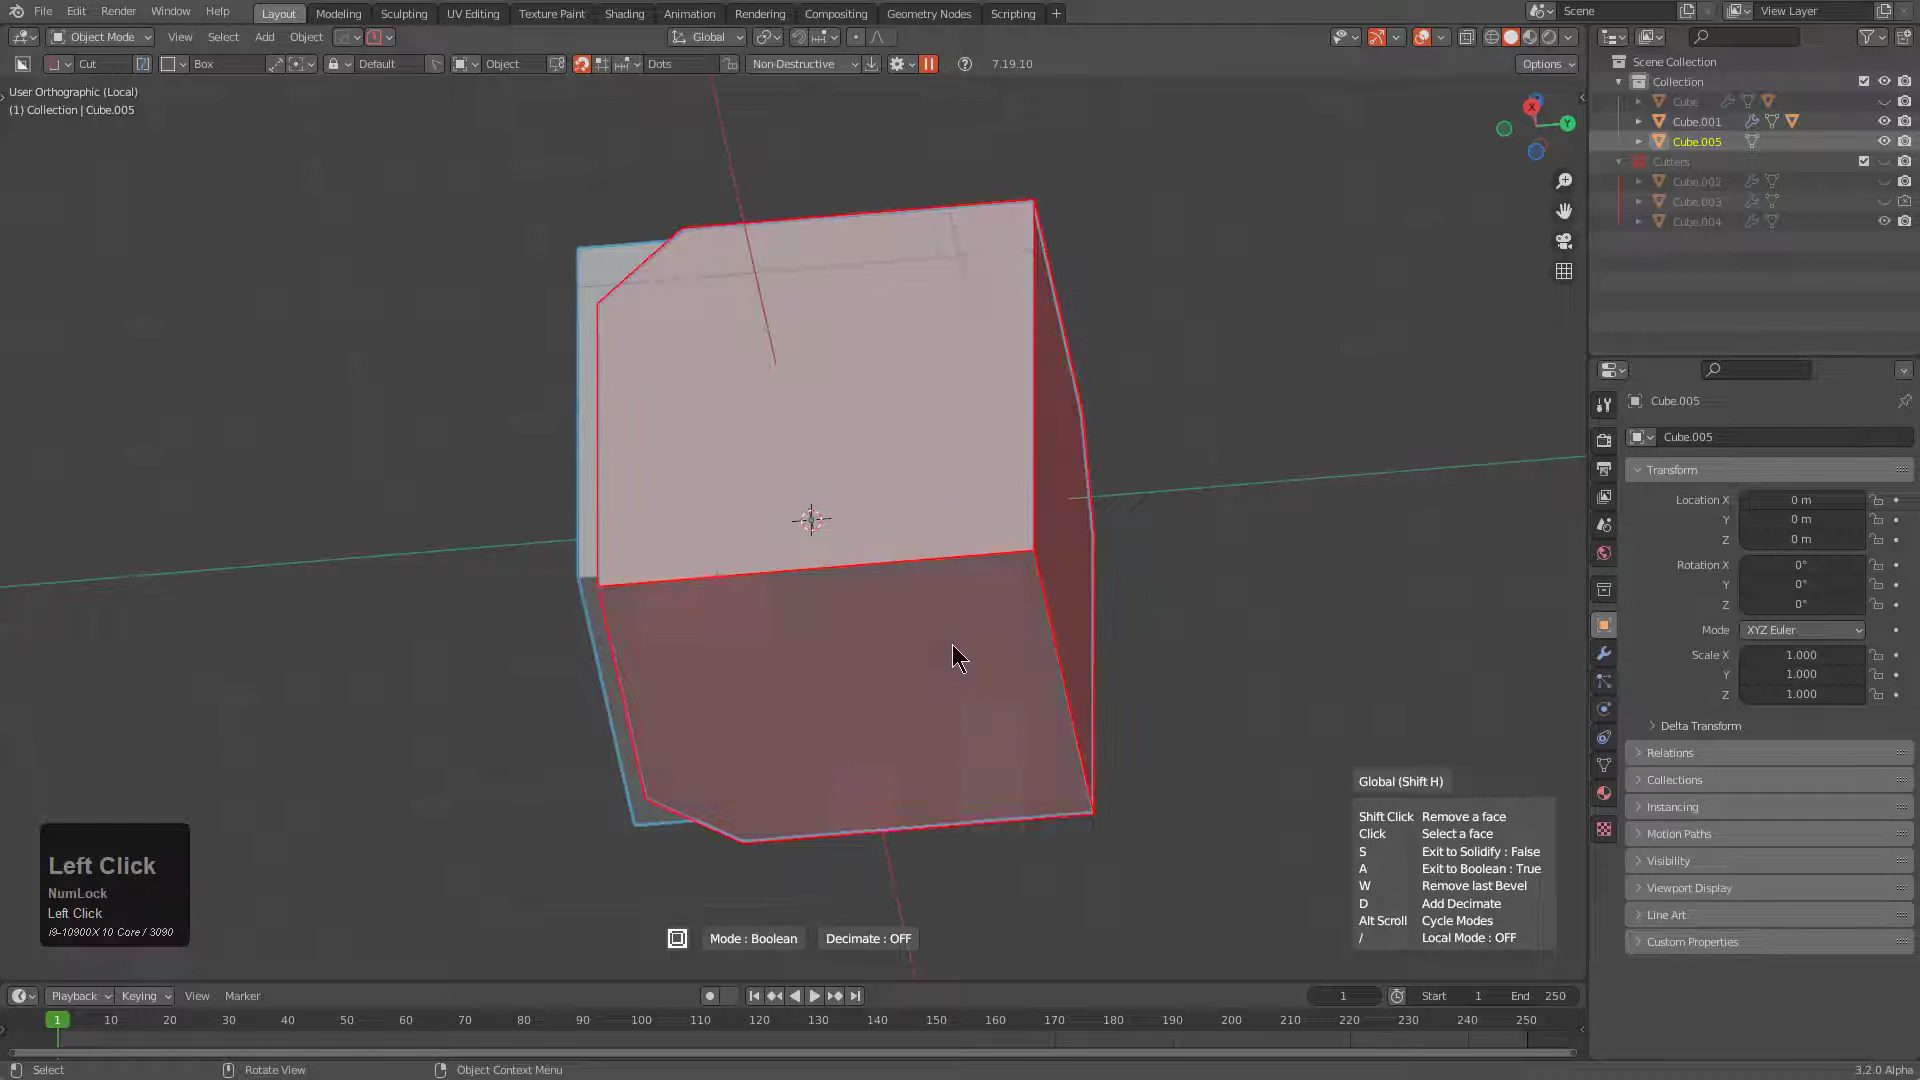 File Edit Render Window Help Layout Modeling Sculpting UV Editing Texture Paint Shading Animation Rendering Compositing Geometry Nodes Scripting + Scene View Layer
Object Mode View Select Add Object Global
Cut Box Default Object Dots Non-Destructive 7.19.10 Options
User Orthographic (Local)
(1) Collection | Cube.005
X
Y
Scene Collection
Collection
Cube
Cube.001
Cube.005
Cutters
Cube.002
Cube.003
Cube.004
Cube.005
Cube.005
Transform
Location X 0 m
Y 0 m
Z 0 m
Rotation X 0°
Y 0°
Z 0°
Mode XYZ Euler
Scale X 1.000
Y 1.000
Z 1.000
Delta Transform
Relations
Collections
Instancing
Motion Paths
Visibility
Viewport Display
Line Art
Custom Properties
Global (Shift H)
Shift Click Remove a face
Click Select a face
S Exit to Solidify : False
A Exit to Boolean : True
W Remove last Bevel
D Add Decimate
Alt Scroll Cycle Modes
/ Local Mode : OFF
Left Click
NumLock
Left Click
i9-10900X 10 Core / 3090
Mode : Boolean Decimate : OFF
Playback Keying View Marker 1 Start 1 End 250
1 10 20 30 40 50 60 70 80 90 100 110 120 130 140 150 160 170 180 190 200 210 220 230 240 250
Select Rotate View Object Context Menu 3.2.0 Alpha